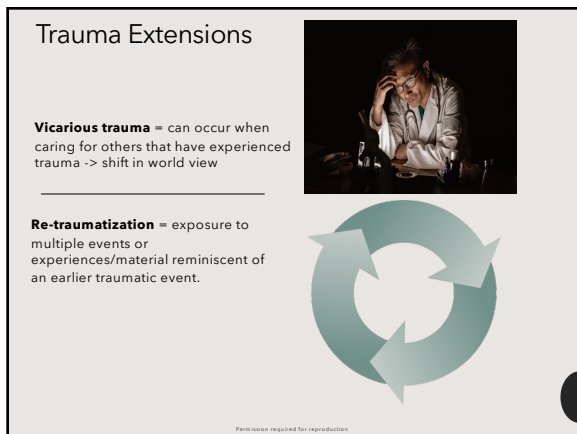 Trauma Extensions
Vicarious trauma = can occur when
caring for others that have experienced
trauma -> shift in world view
Re-traumatization = exposure to
multiple events or
experiences/material reminiscent of
an earlier traumatic event.
Permission required for reproduction